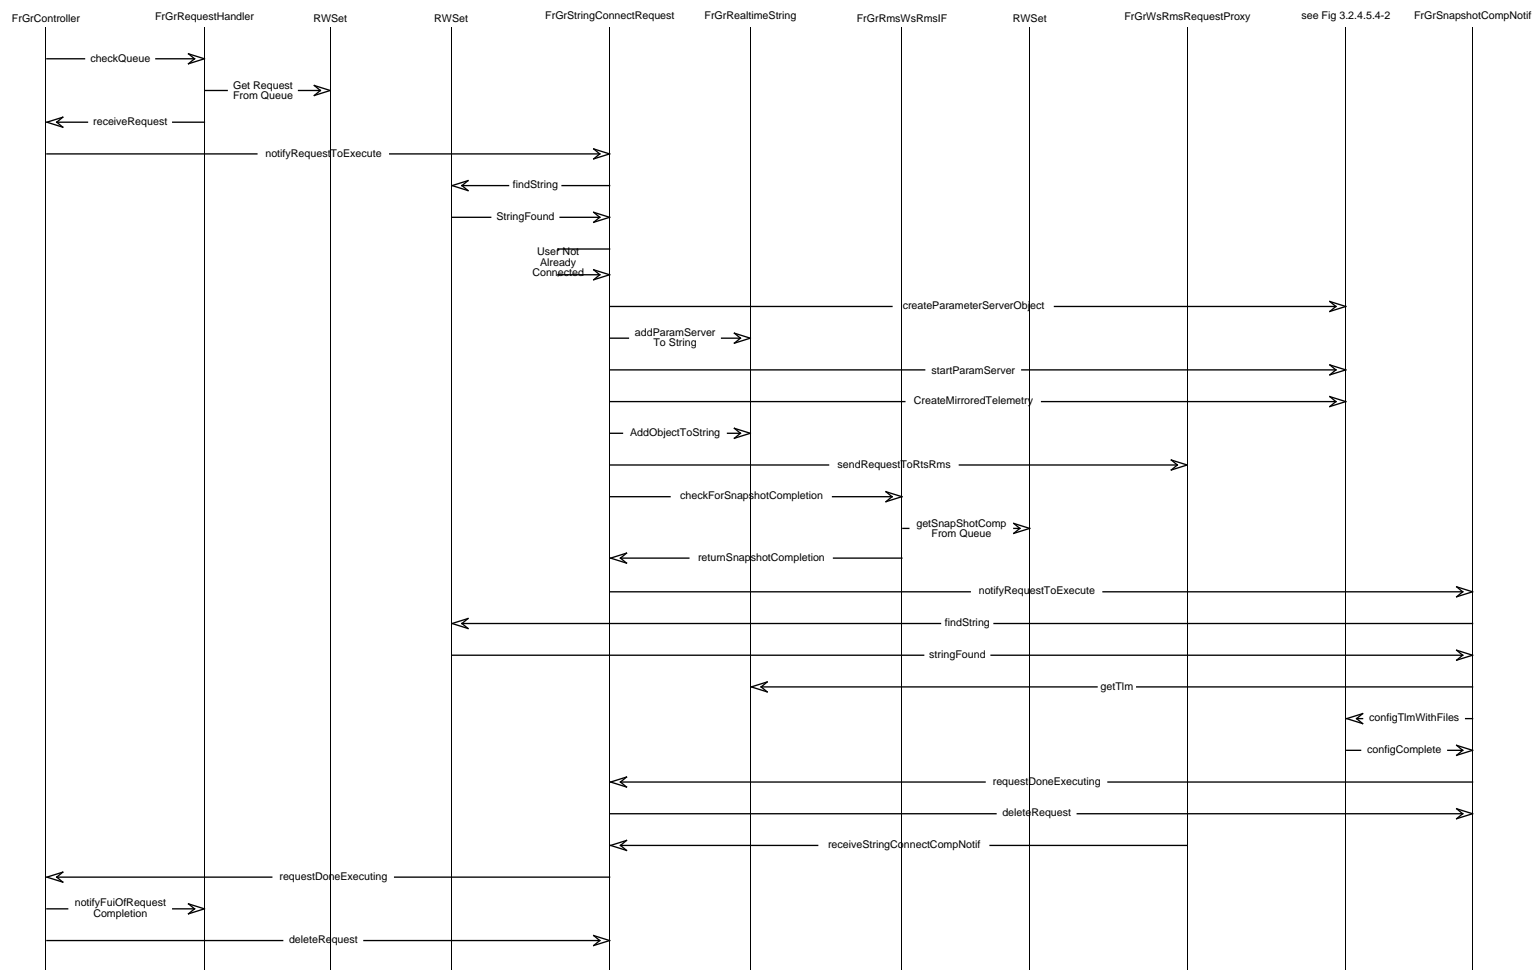 FrGrController
FrGrRequestHandler
RWSet
RWSet
FrGrStringConnectRequest
FrGrRealtimeString
FrGrRmsWsRmsIF
RWSet
FrGrWsRmsRequestProxy
see Fig 3.2.4.5.4-2
FrGrSnapshotCompNotif
checkQueue
Get Request
From Queue
receiveRequest
notifyRequestToExecute
findString
StringFound
User Not
Already
Connected
createParameterServerObject
addParamServer
To String
startParamServer
CreateMirroredTelemetry
AddObjectToString
sendRequestToRtsRms
checkForSnapshotCompletion
getSnapShotComp
From Queue
returnSnapshotCompletion
notifyRequestToExecute
findString
stringFound
getTlm
configTlmWithFiles
configComplete
requestDoneExecuting
deleteRequest
receiveStringConnectCompNotif
requestDoneExecuting
notifyFuiOfRequest
Completion
deleteRequest